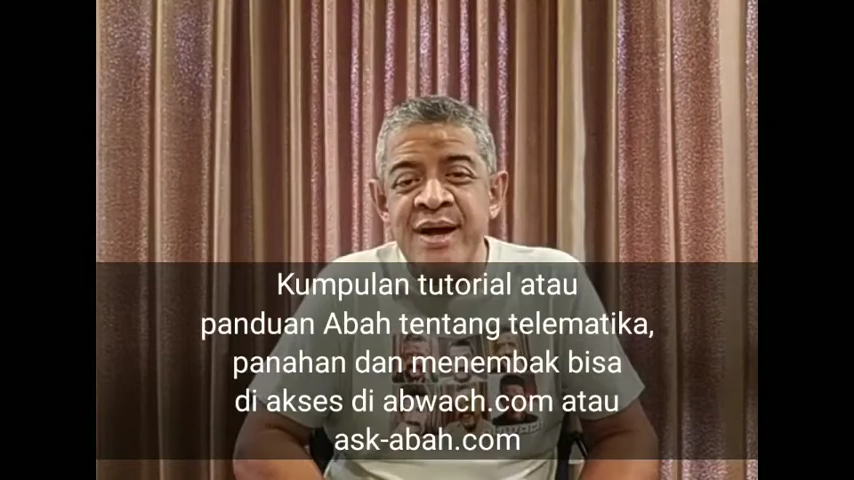 Kumpulan tutorial atau
panduan Abah tentang telematika,
panahan dan menembak bisa
di akses di abwach.com atau
ask-abah.com